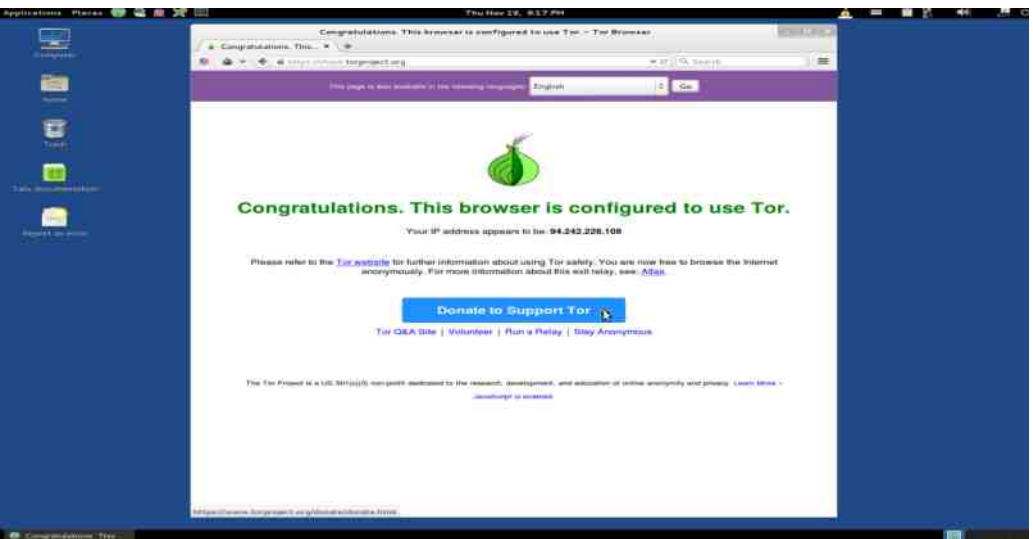 Applications Places
Thu Nov 19, 9:17 PM
Congratulations. This browser is configured to use Tor. - Tor Browser
Congratulations. This...
torproject.org
Search
This page is also available in the following languages:
English
Go
Computer
home
Trash
Tails documentation
Report an error
Congratulations. This browser is configured to use Tor.
Your IP address appears to be: 94.242.228.108
Please refer to the Tor website for further information about using Tor safely. You are now free to browse the Internet
anonymously. For more information about this exit relay, see: Atlas.
Donate to Support Tor
Tor Q&A Site | Volunteer | Run a Relay | Stay Anonymous
The Tor Project is a US 501(c)(3) non-profit dedicated to the research, development, and education of online anonymity and privacy. Learn More »
JavaScript is enabled.
https://www.torproject.org/donate/donate.html
Congratulations. This